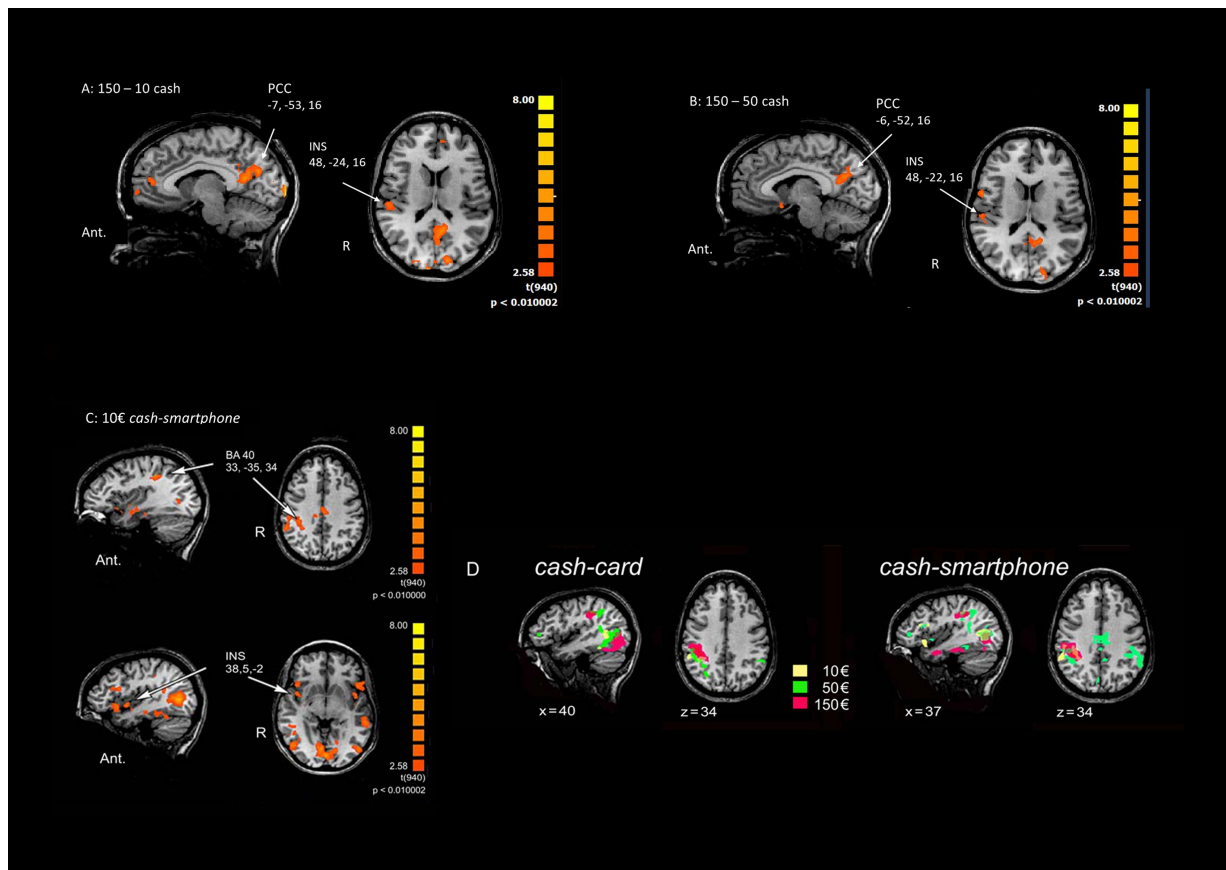 A: 150 – 10 cash
PCC
-7, -53, 16
INS
48, -24, 16
Ant.
R
8.00
2.58
t(940)
p < 0.010002
B: 150 – 50 cash
PCC
-6, -52, 16
INS
48, -22, 16
Ant.
R
8.00
2.58
t(940)
p < 0.010002
C: 10€ cash-smartphone
BA 40
33, -35, 34
R
Ant.
8.00
2.58
t(940)
p < 0.010000
INS
38,5,-2
R
Ant.
8.00
2.58
t(940)
p < 0.010002
D
cash-card
x=40
z=34
10€
50€
150€
cash-smartphone
x=37
z=34